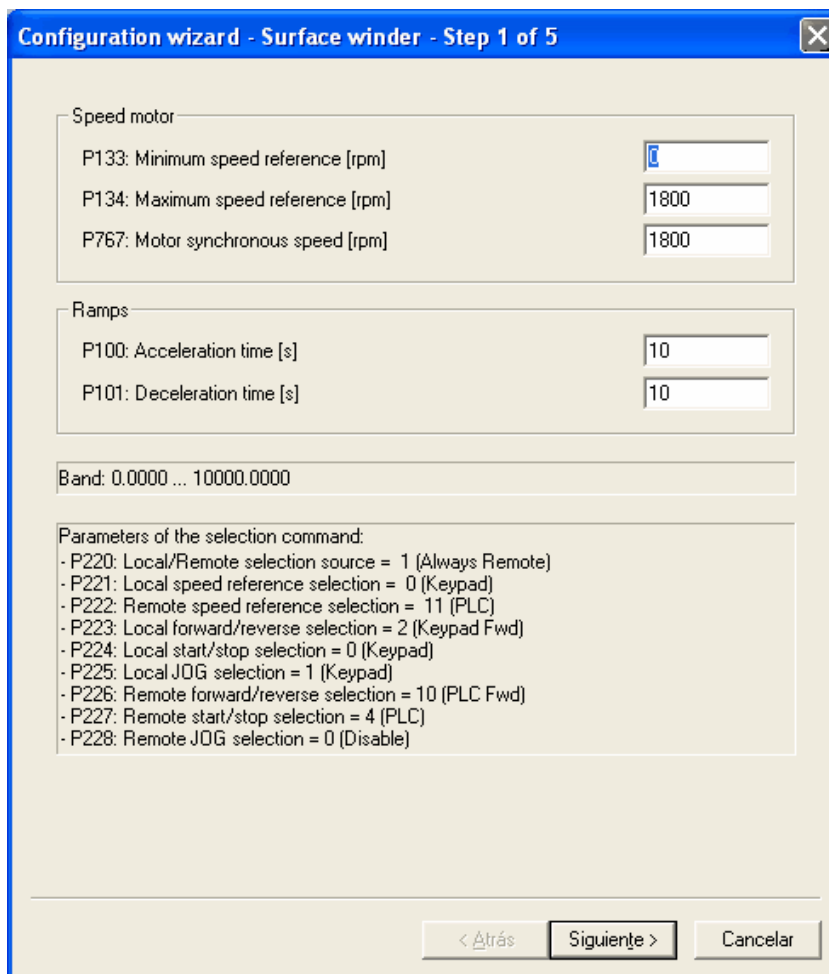 Configuration wizard - Surface winder - Step 1 of 5
Speed motor
P133: Minimum speed reference [rpm]
0
P134: Maximum speed reference [rpm]
1800
P767: Motor synchronous speed [rpm]
1800
Ramps
P100: Acceleration time [s]
10
P101: Deceleration time [s]
10
Band: 0.0000 ... 10000.0000
Parameters of the selection command:
- P220: Local/Remote selection source = 1 (Always Remote)
- P221: Local speed reference selection = 0 (Keypad)
- P222: Remote speed reference selection = 11 (PLC)
- P223: Local forward/reverse selection = 2 (Keypad Fwd)
- P224: Local start/stop selection = 0 (Keypad)
- P225: Local JOG selection = 1 (Keypad)
- P226: Remote forward/reverse selection = 10 (PLC Fwd)
- P227: Remote start/stop selection = 4 (PLC)
- P228: Remote JOG selection = 0 (Disable)
< Atrás
Siguiente >
Cancelar